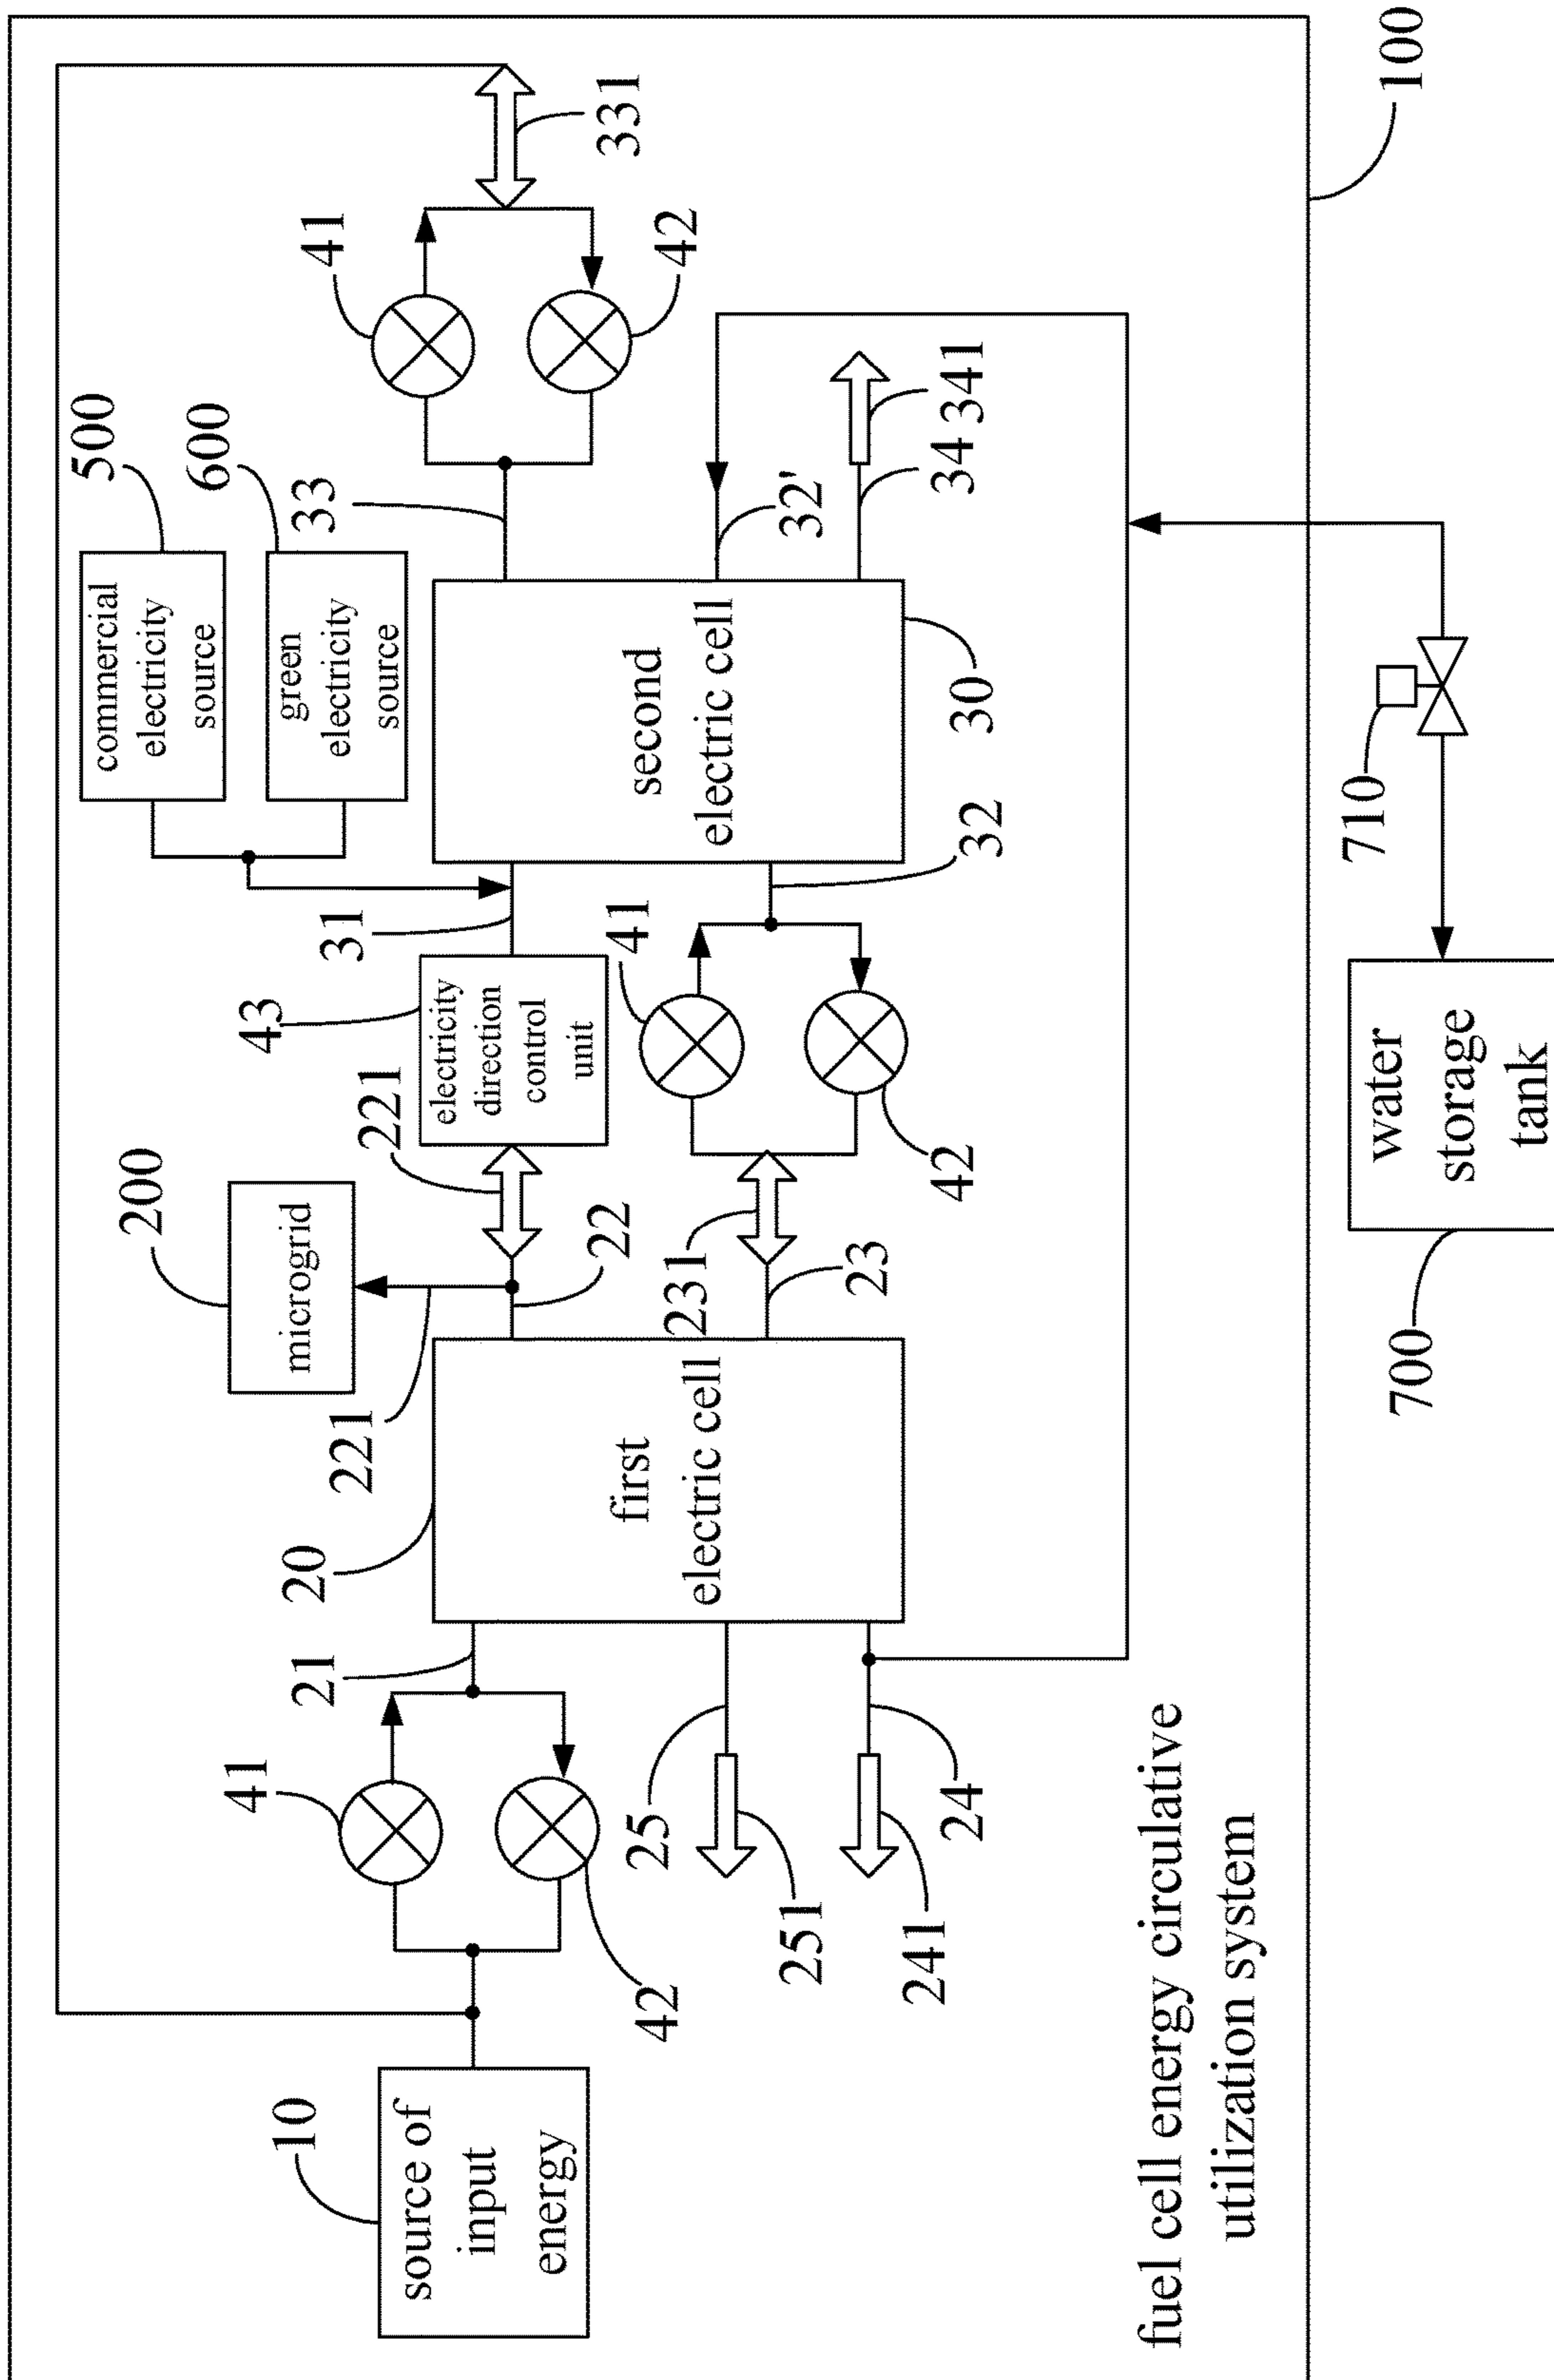 100
331
41
42
500
600
33
commercial
electricity
source
green
electricity
source
32'
34
341
second
electric cell
30
710
31
32
43
electricity
direction
control
unit
41
42
221
200
microgrid
22
231
23
water
storage
tank
700
221
first
electric cell
20
21
41
42
25
251
24
241
10
source of
input
energy
fuel cell energy circulative
utilization system